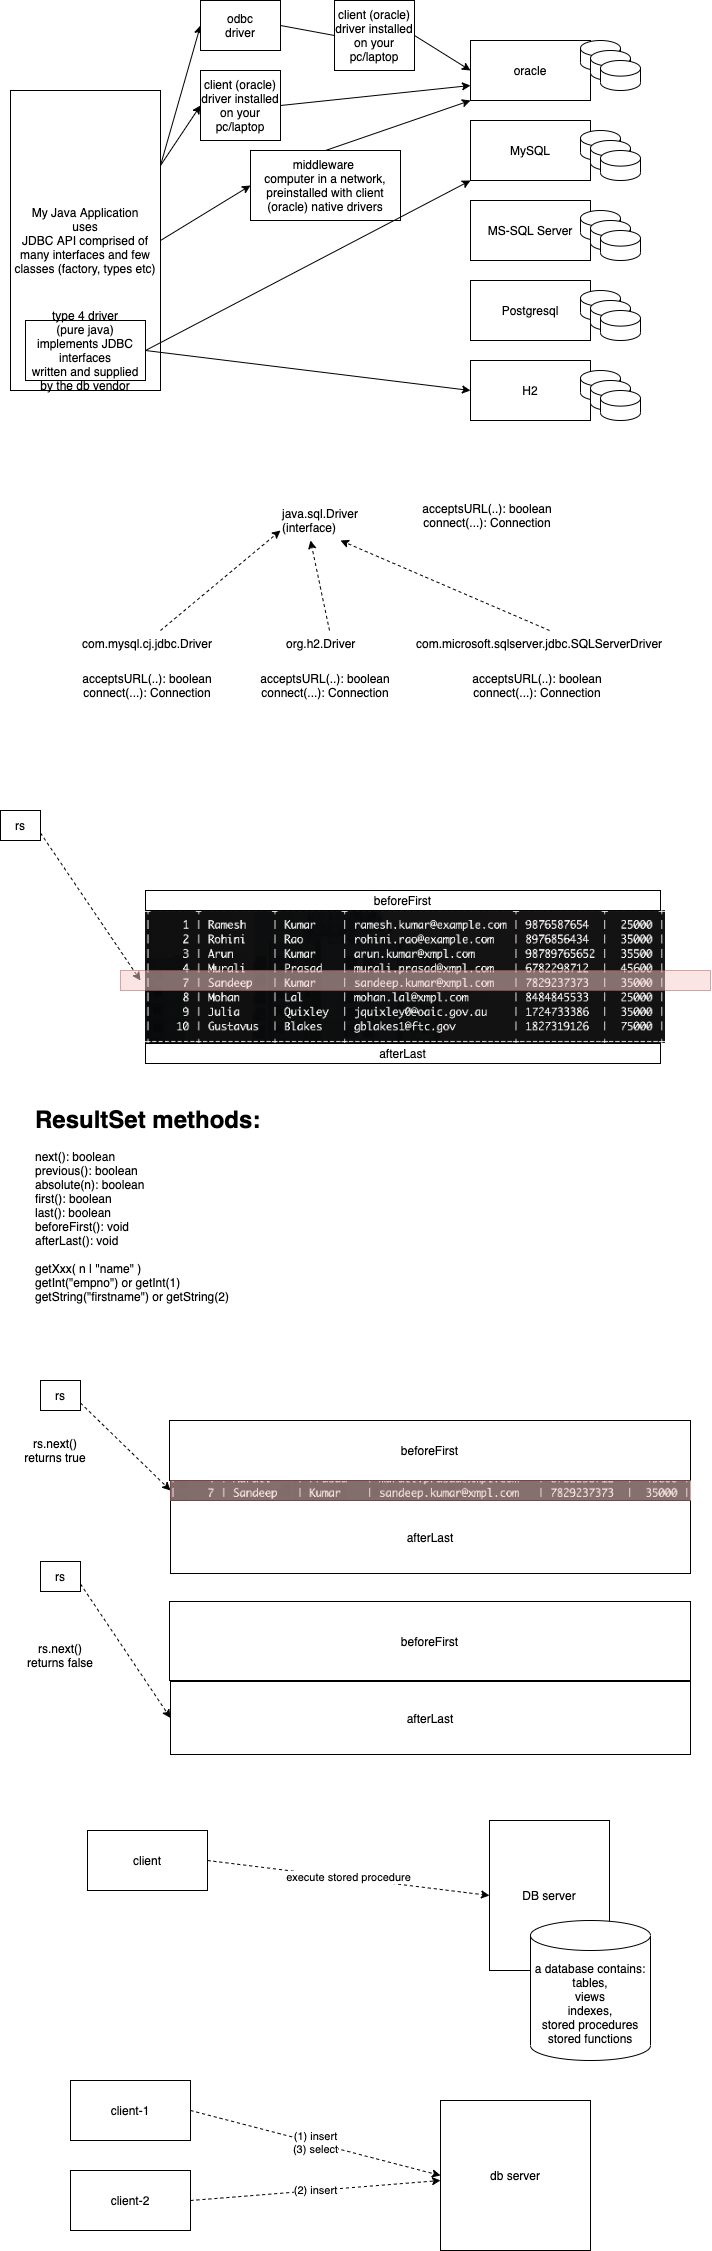 odbc
driver
client (oracle)
driver installed
on your
pc/laptop
oracle
client (oracle)
driver installed
on your
pc/laptop
MySQL
middleware
computer in a network,
preinstalled with client
(oracle) native drivers
My Java Application
uses
JDBC API comprised of
many interfaces and few
classes (factory, types etc)
MS-SQL Server
Postgresql
type 4 driver
(pure java)
implements JDBC
interfaces
written and supplied
by the db vendor
H2
java.sql.Driver
(interface)
acceptsURL(..): boolean
connect(...): Connection
com.mysql.cj.jdbc.Driver
org.h2.Driver
com.microsoft.sqlserver.jdbc.SQLServerDriver
acceptsURL(..): boolean
connect(...): Connection
acceptsURL(..): boolean
connect(...): Connection
acceptsURL(..): boolean
connect(...): Connection
rs
beforeFirst
| 1 | Ramesh | Kumar | ramesh.kumar@example.com | 9876587654 | 25000 |
| 2 | Rohini | Rao | rohini.rao@example.com | 8976856434 | 35000 |
| 3 | Arun | Kumar | arun.kumar@xmpl.com | 98789765652 | 35500 |
| 4 | Murali | Prasad | murali.prasad@xmpl.com | 6782298712 | 45600 |
| 7 | Sandeep | Kumar | sandeep.kumar@xmpl.com | 7829237373 | 35000 |
| 8 | Mohan | Lal | mohan.lal@xmpl.com | 8484845533 | 25000 |
| 9 | Julia | Quixley | jquixley0@oaic.gov.au | 1724733386 | 35000 |
| 10 | Gustavus | Blakes | gblakes1@ftc.gov | 1827319126 | 75000 |
afterLast
ResultSet methods:
next(): boolean
previous(): boolean
absolute(n): boolean
first(): boolean
last(): boolean
beforeFirst(): void
afterLast(): void
getXxx( n | "name" )
getInt("empno") or getInt(1)
getString("firstname") or getString(2)
rs
rs.next()
returns true
beforeFirst
| 7 | Sandeep | Kumar | sandeep.kumar@xmpl.com | 7829237373 | 35000 |
afterLast
rs
rs.next()
returns false
beforeFirst
afterLast
client
execute stored procedure
DB server
a database contains:
tables,
views
indexes,
stored procedures
stored functions
client-1
(1) insert
(3) select
db server
client-2
(2) insert